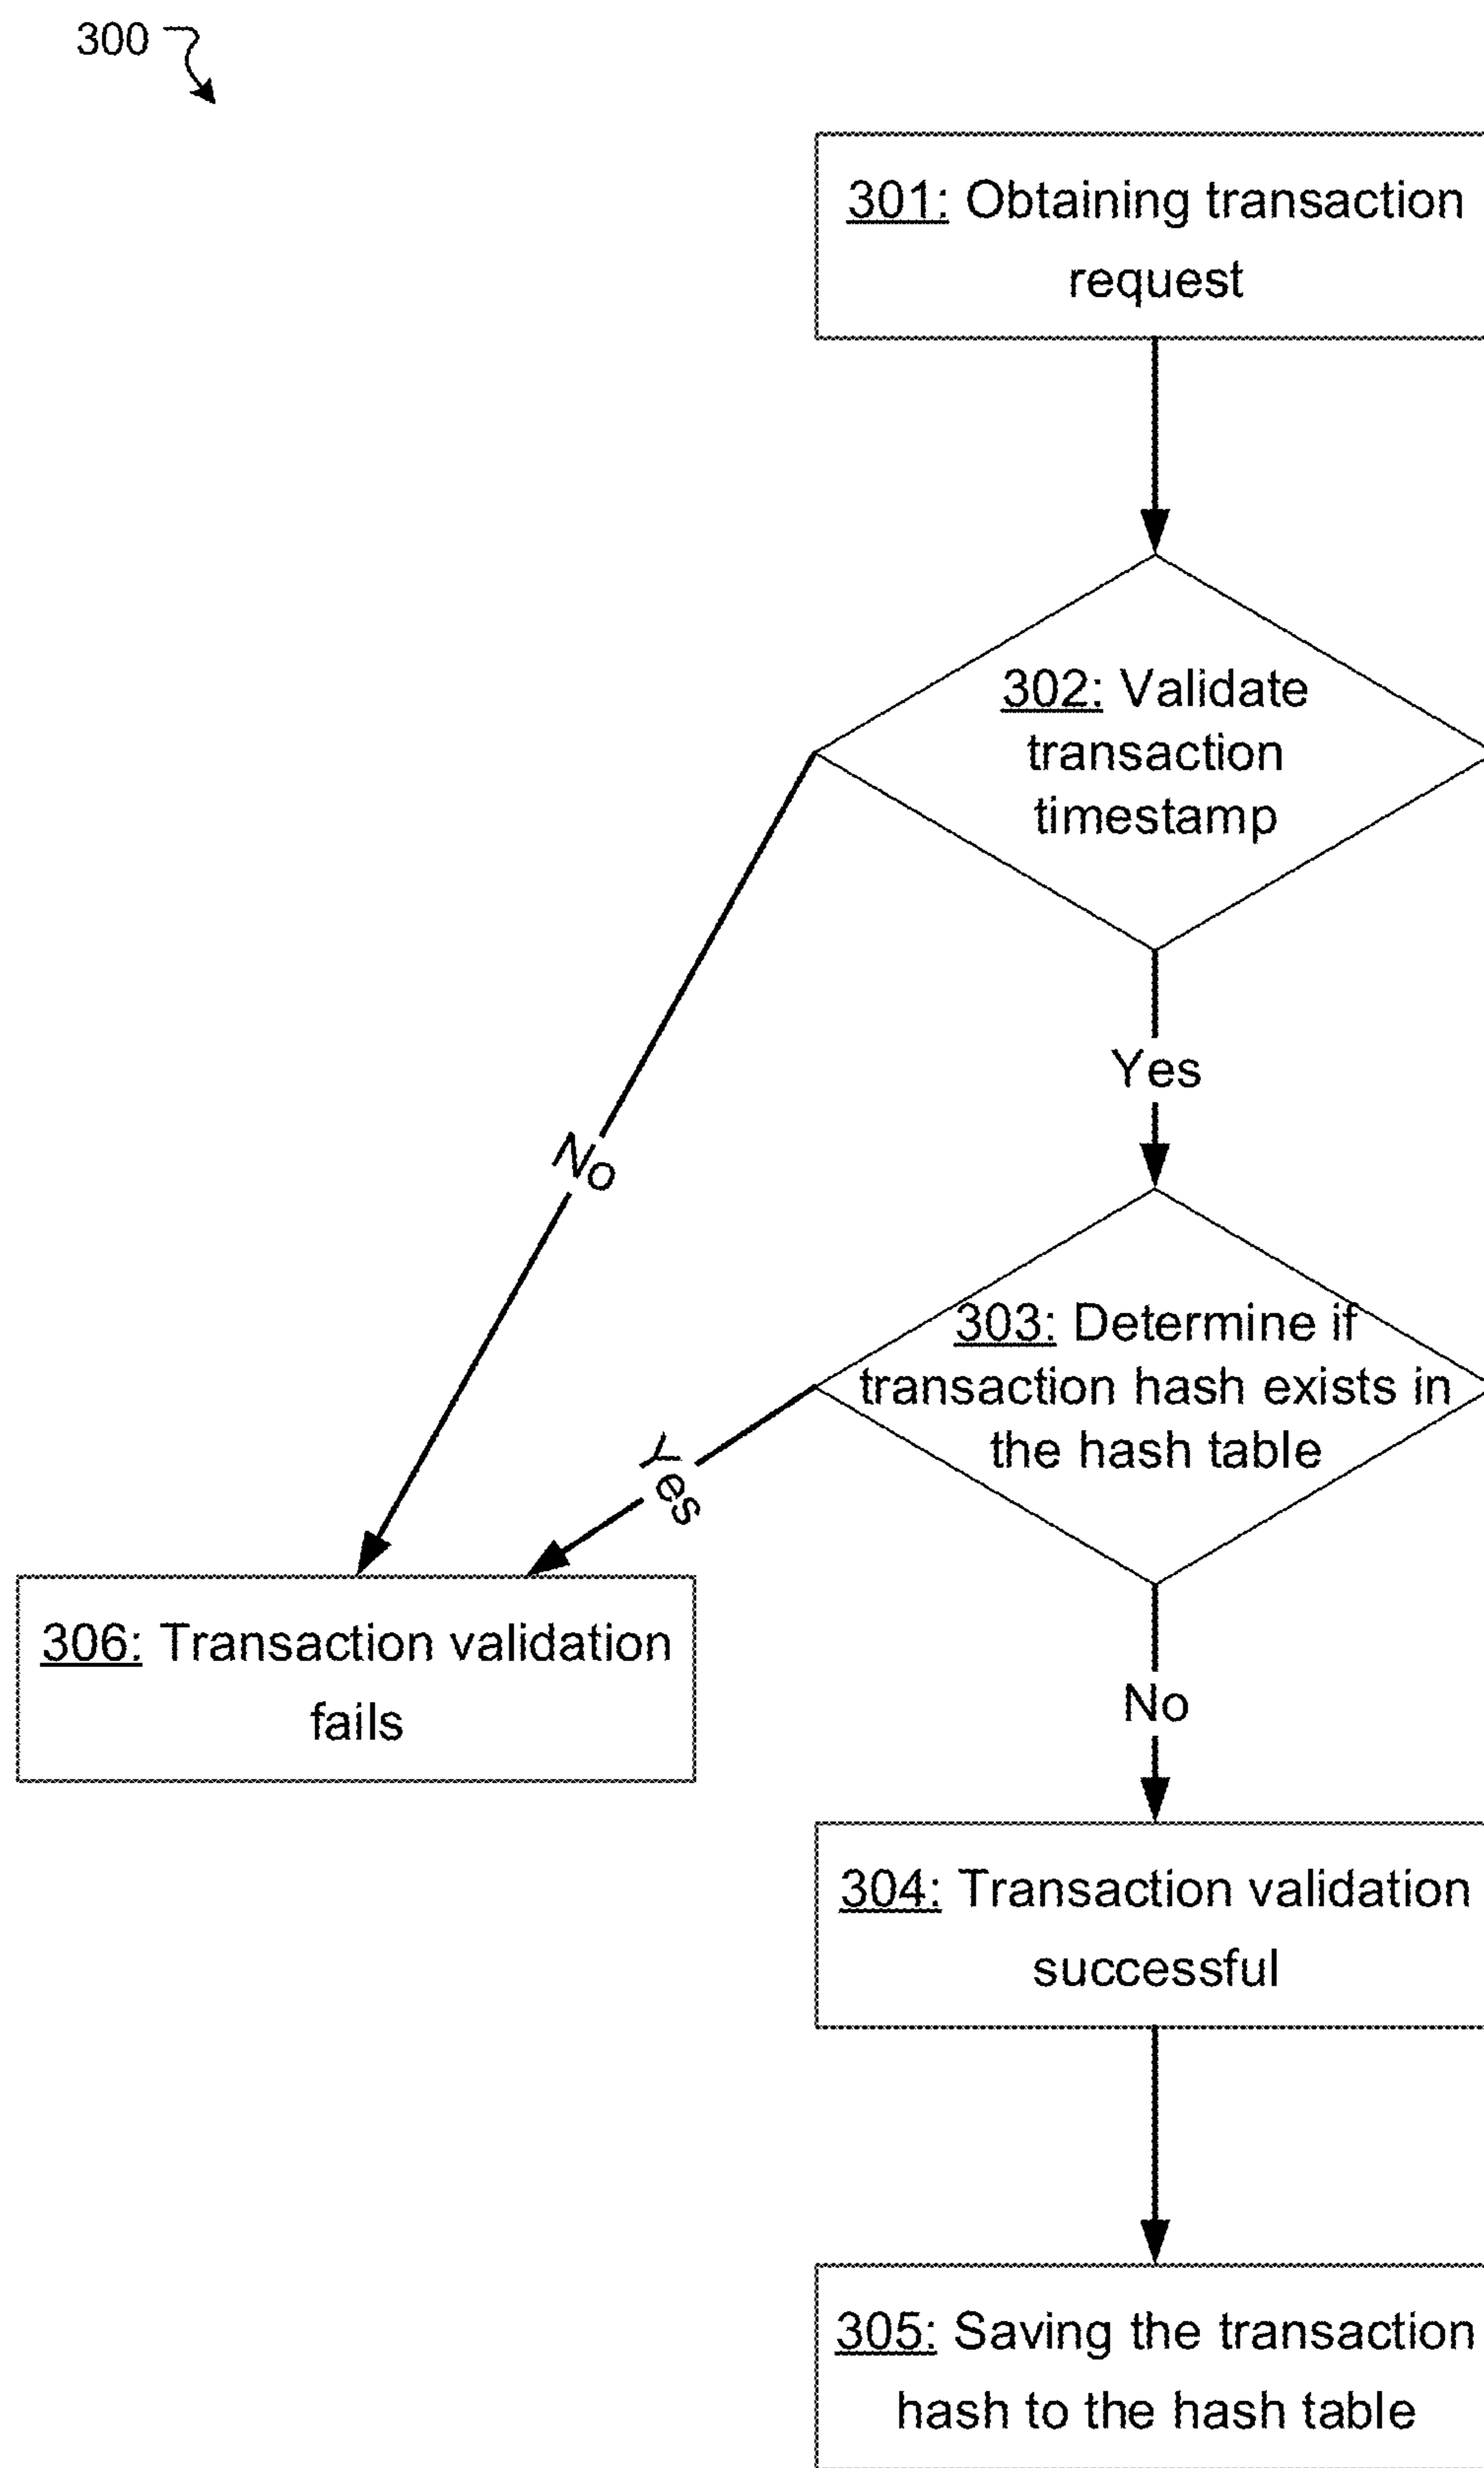 300
301: Obtaining transaction
request
302: Validate
transaction
timestamp
Yes
No
303: Determine if
transaction hash exists in
the hash table
Yes
306: Transaction validation
fails
No
304: Transaction validation
successful
305: Saving the transaction
hash to the hash table